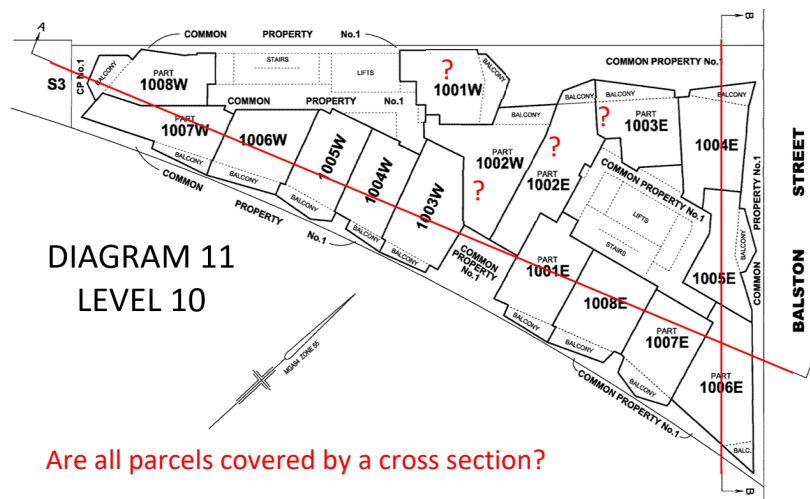 A
B
COMMON PROPERTY No.1
STAIRS
LIFTS
COMMON PROPERTY No.1
S3
CP No.1
BALCONY
PART
1008W
?
1001W
BALCONY
COMMON PROPERTY No.1
PART
1007W
1006W
1005W
1004W
1003W
BALCONY
BALCONY
BALCONY
BALCONY
BALCONY
COMMON PROPERTY No.1
BALCONY
PART
1002W
?
BALCONY
?
PART
1002E
BALCONY
?
PART
1003E
BALCONY
1004E
COMMON PROPERTY No.1
LIFTS
STAIRS
BALCONY
1005E
COMMON PROPERTY No.1
BALSTON STREET
COMMON
PROPERTY
No.1
PART
1001E
1008E
PART
1007E
PART
1006E
BALCONY
BALCONY
BALCONY
BALC.
COMMON PROPERTY No.1
DIAGRAM 11
LEVEL 10
MGA94 ZONE 55
Are all parcels covered by a cross section?
B